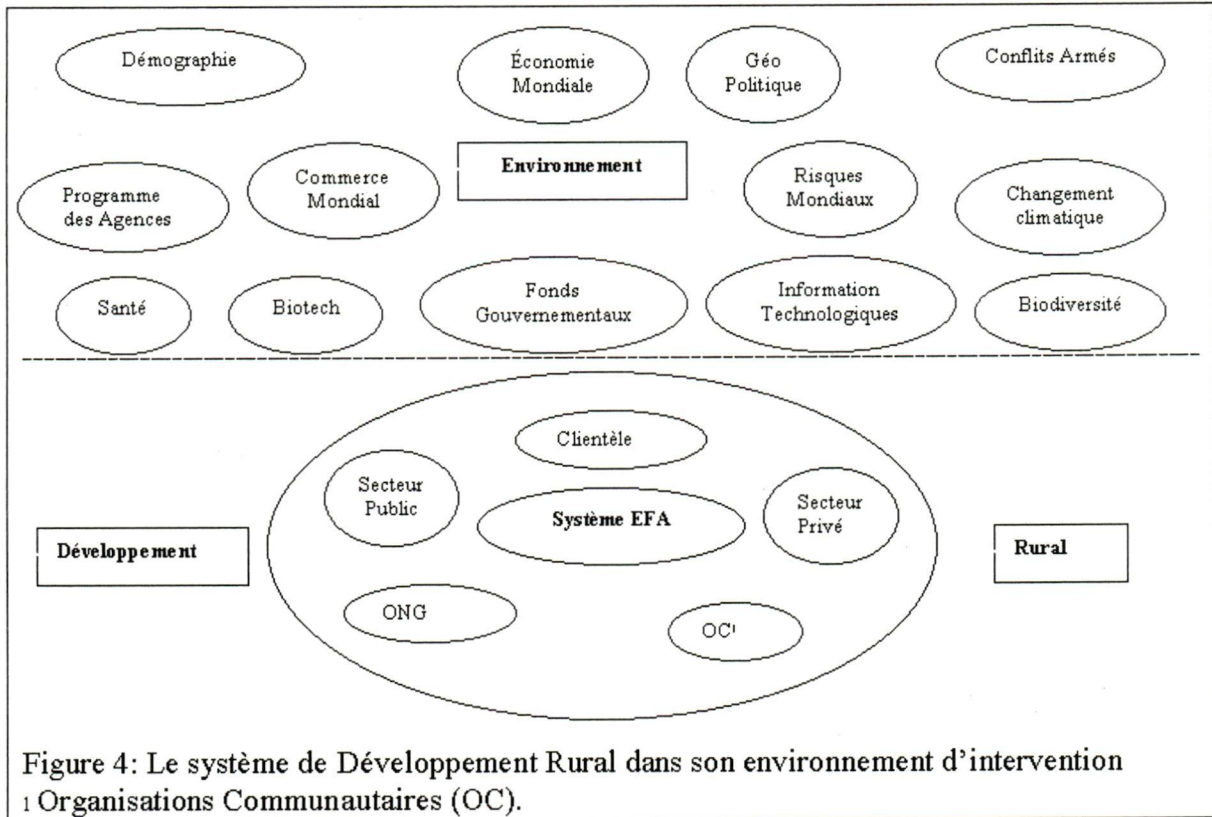 Démographie
Économie
Mondiale
Géo
Politique
Conflits Armés
Programme
des Agences
Commerce
Mondial
Environnement
Risques
Mondiaux
Changement
climatique
Santé
Biotech
Fonds
Gouvernementaux
Information
Technologiques
Biodiversité
Clientèle
Secteur
Public
Système EFA
Secteur
Privé
Développement
Rural
ONG
OC¹
Figure 4: Le système de Développement Rural dans son environnement d'intervention
1 Organisations Communautaires (OC).